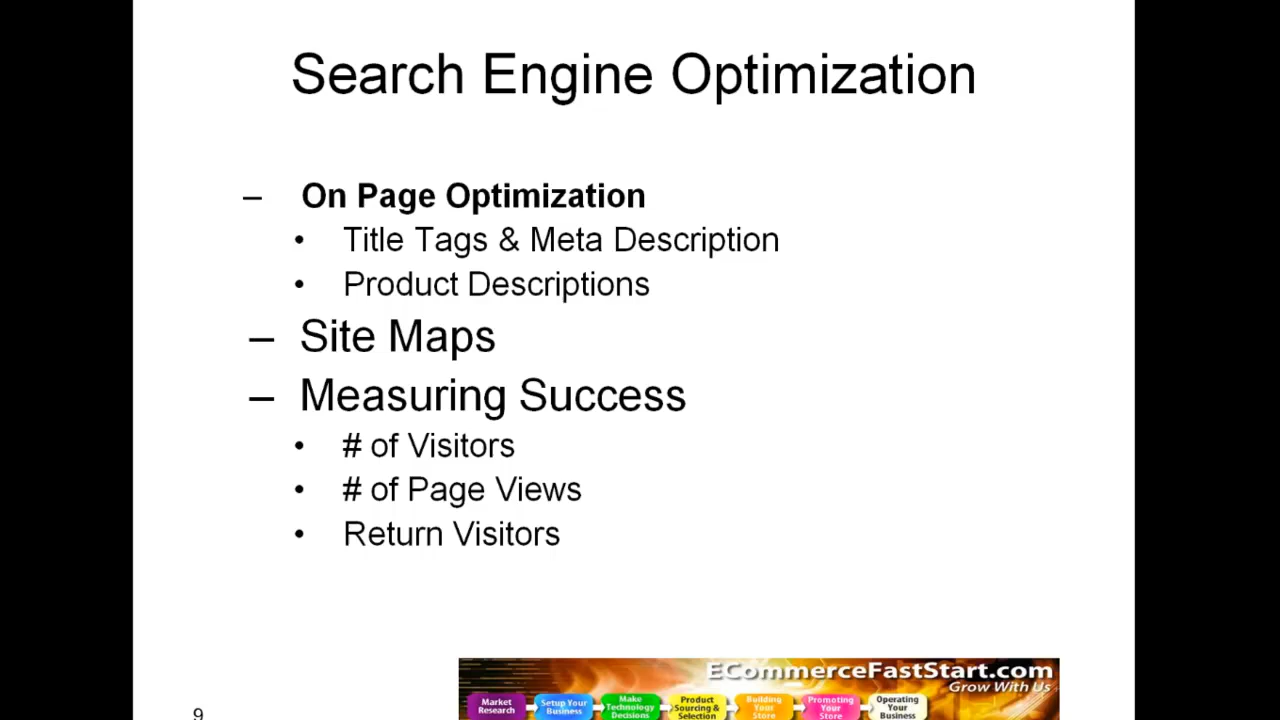 Search Engine Optimization
– On Page Optimization
• Title Tags & Meta Description
• Product Descriptions
– Site Maps
– Measuring Success
• # of Visitors
• # of Page Views
• Return Visitors
ECommerceFastStart.com
Grow With Us
Market Research
Setup Your Business
Make Technology Decisions
Product Sourcing & Selection
Building Your Store
Promoting Your Store
Operating Your Business
9